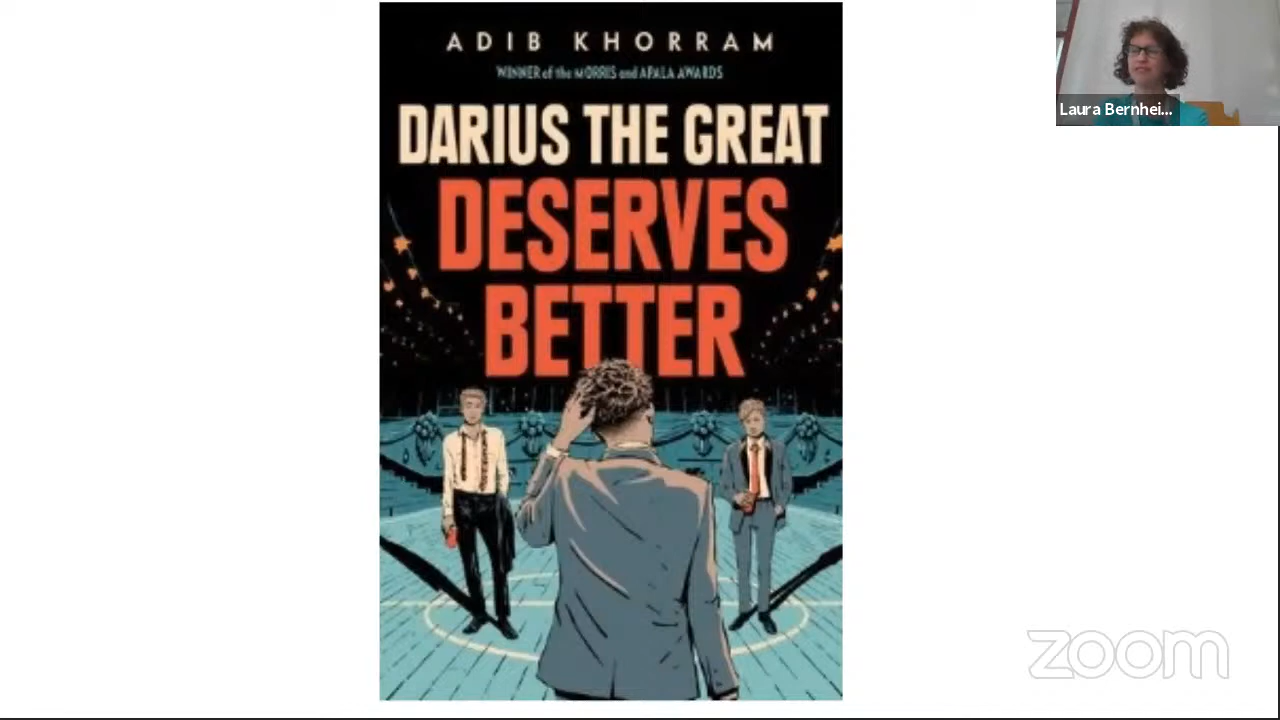 ADIB KHORRAM
WINNER of the MORRIS and APALA AWARDS
DARIUS THE GREAT
DESERVES
BETTER
Laura Bernhei...
zoom